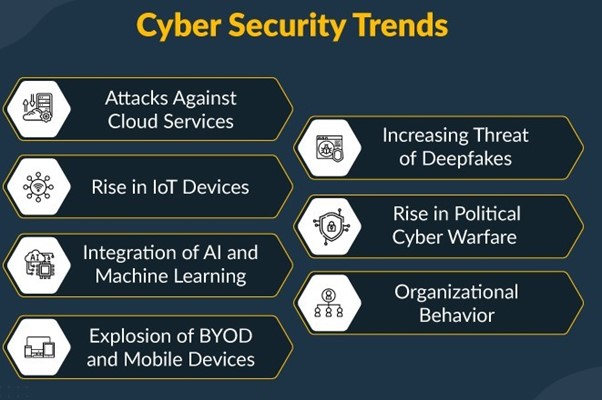 Cyber Security Trends
Attacks Against
Cloud Services
Rise in IoT Devices
Integration of AI and
Machine Learning
AI
Explosion of BYOD
and Mobile Devices
Increasing Threat
of Deepfakes
Rise in Political
Cyber Warfare
Organizational
Behavior